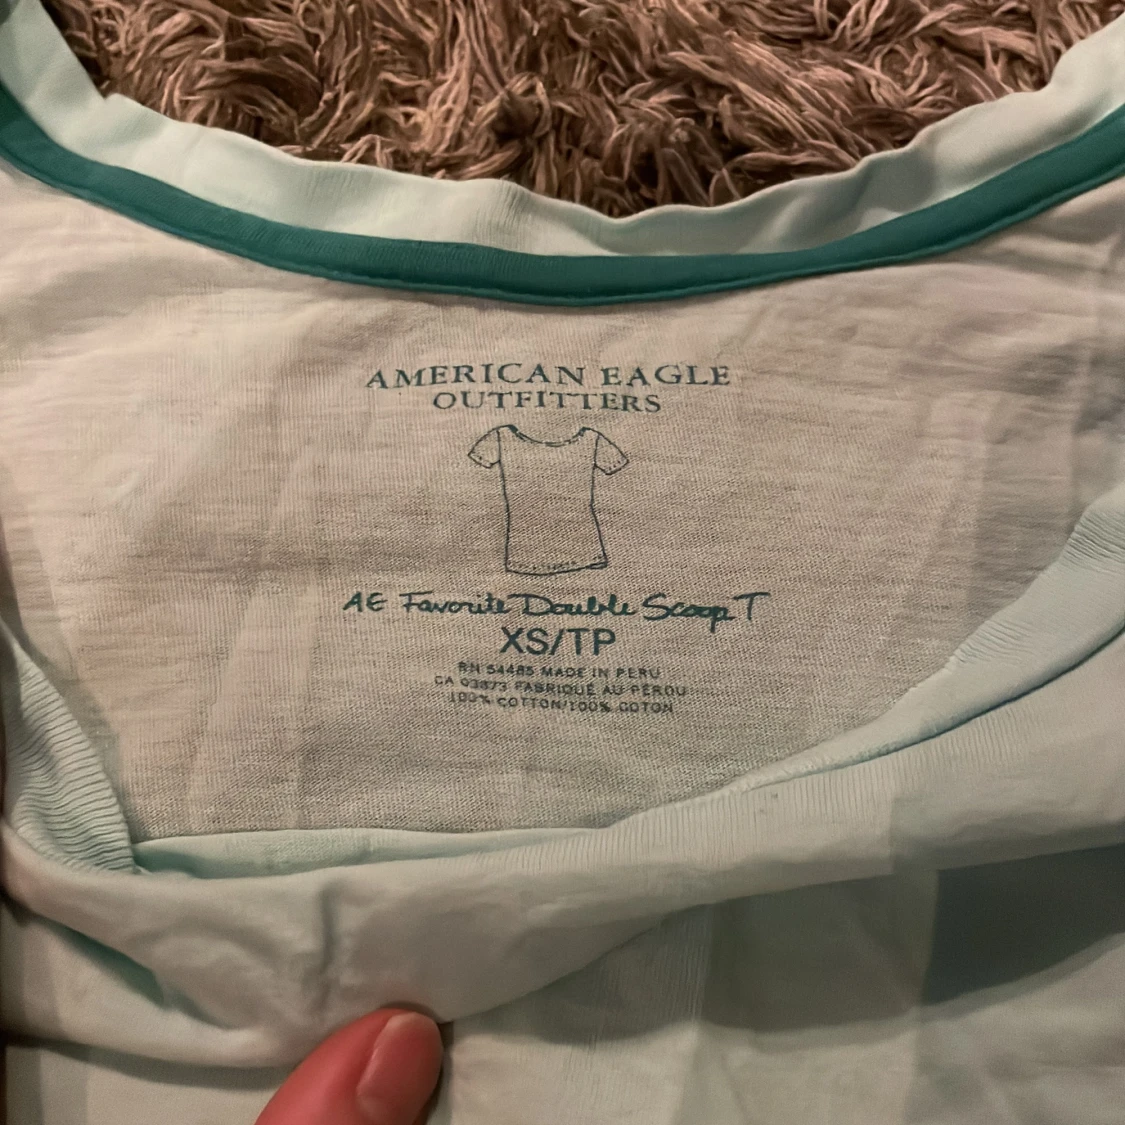 AMERICAN EAGLE
OUTFITTERS
AE Favorite Double Scoop T
XS/TP
RN 54485 MADE IN PERU
CA 03873 FABRIQUÉ AU PÉROU
100% COTTON/100% COTON